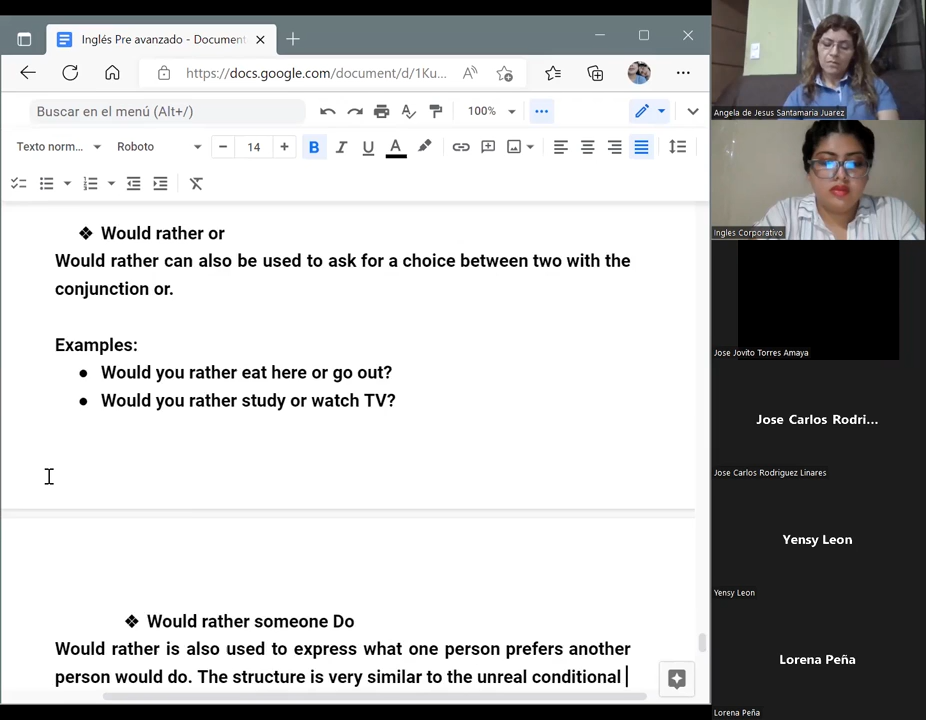 Inglés Pre avanzado - Document
https://docs.google.com/document/d/1Ku...
Buscar en el menú (Alt+/)
100%
Texto norm...
Roboto
14
❖ Would rather or
Would rather can also be used to ask for a choice between two with the
conjunction or.
Examples:
● Would you rather eat here or go out?
● Would you rather study or watch TV?
❖ Would rather someone Do
Would rather is also used to express what one person prefers another
person would do. The structure is very similar to the unreal conditional
Angela de Jesus Santamaria Juarez
Ingles Corporativo
Jose Jovito Torres Amaya
Jose Carlos Rodri...
Jose Carlos Rodriguez Linares
Yensy Leon
Yensy Leon
Lorena Peña
Lorena Peña